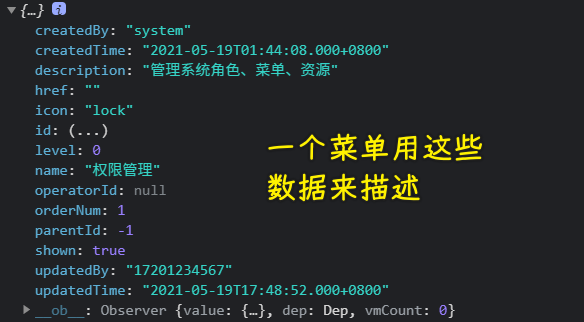 ▼{…} i
createdBy: "system"
createdTime: "2021-05-19T01:44:08.000+0800"
description: "管理系统角色、菜单、资源"
href: ""
icon: "lock"
id: (...)
level: 0
name: "权限管理"
operatorId: null
orderNum: 1
parentId: -1
shown: true
updatedBy: "17201234567"
updatedTime: "2021-05-19T17:48:52.000+0800"
▶__ob__: Observer {value: {…}, dep: Dep, vmCount: 0}
一个菜单用这些
数据来描述